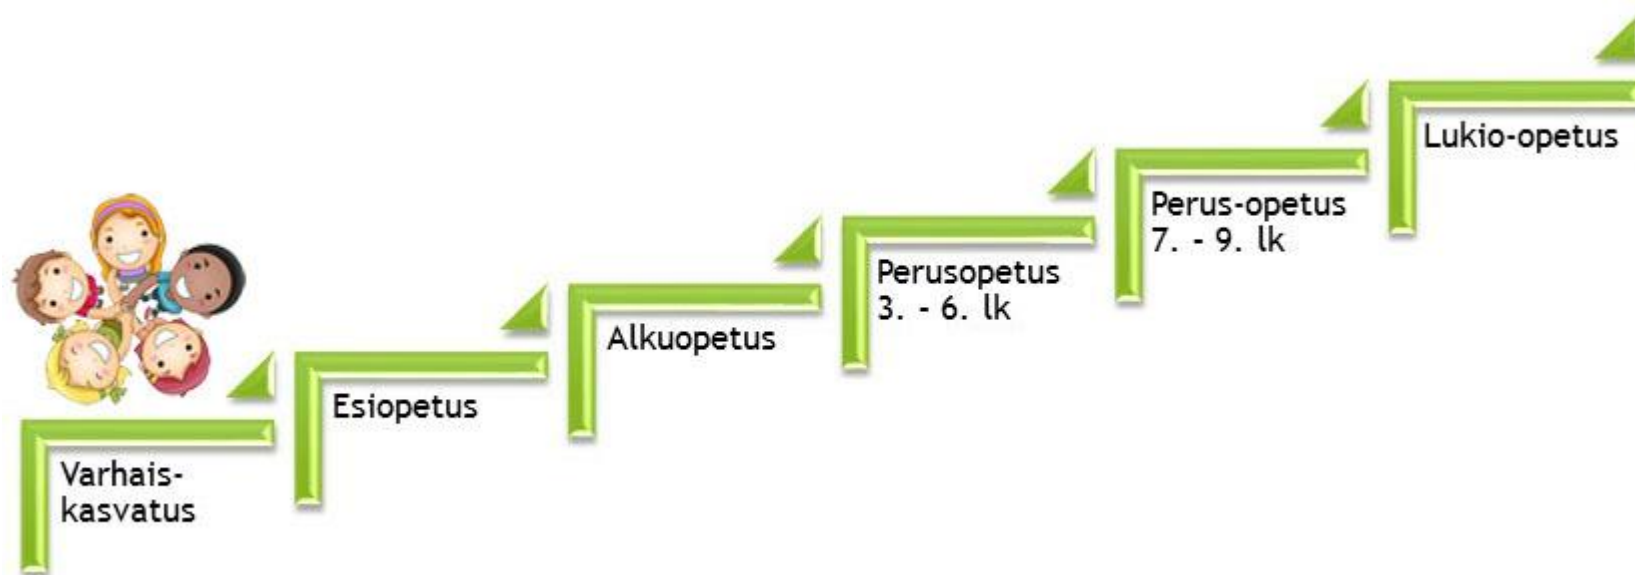 Varhais-
kasvatus
Esiopetus
Alkuopetus
Perusopetus
3. - 6. lk
Perus-opetus
7. - 9. lk
Lukio-opetus